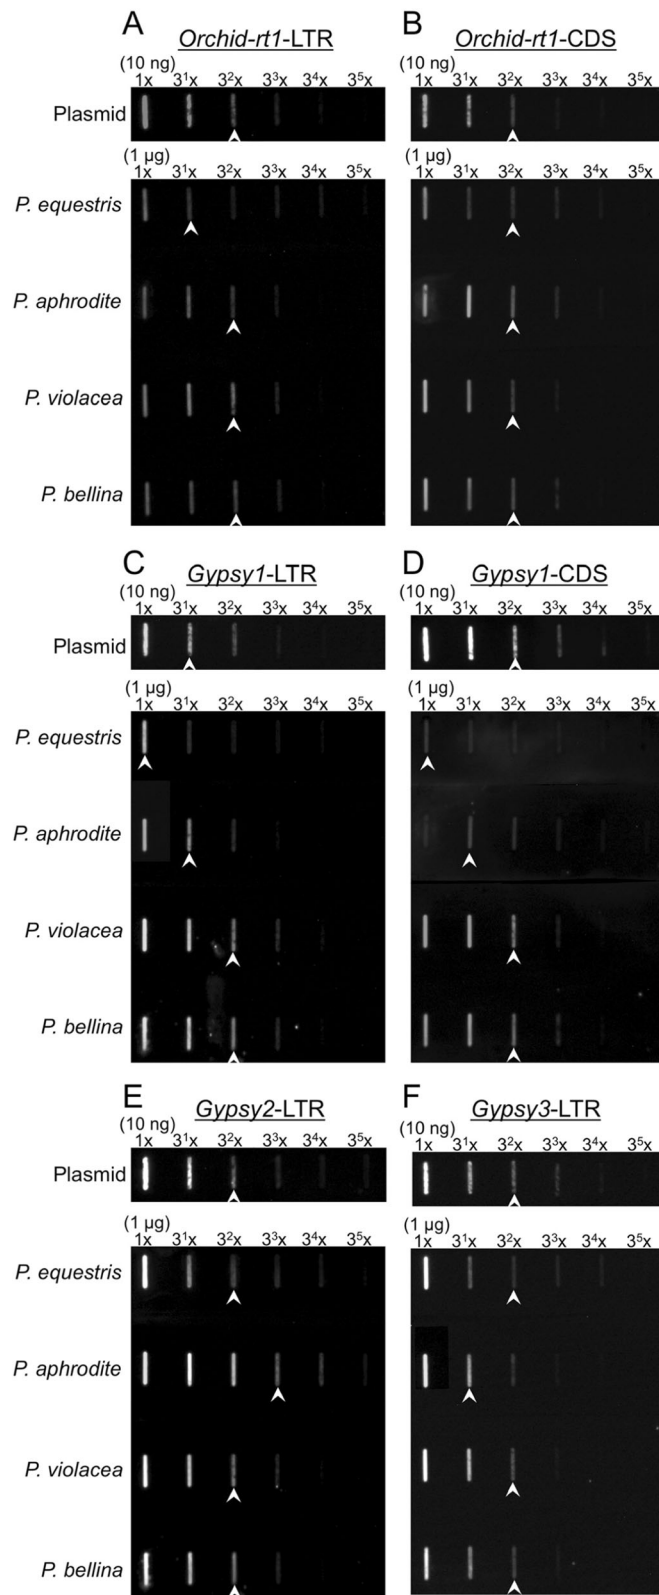 A Orchid-rt1-LTR
(10 ng)
1x 3¹x 3²x 3³x 3⁴x 3⁵x
Plasmid
(1 µg)
1x 3¹x 3²x 3³x 3⁴x 3⁵x
P. equestris
P. aphrodite
P. violacea
P. bellina
B Orchid-rt1-CDS
(10 ng)
1x 3¹x 3²x 3³x 3⁴x 3⁵x
1x 3¹x 3²x 3³x 3⁴x 3⁵x
C Gypsy1-LTR
(10 ng)
1x 3¹x 3²x 3³x 3⁴x 3⁵x
Plasmid
(1 µg)
1x 3¹x 3²x 3³x 3⁴x 3⁵x
P. equestris
P. aphrodite
P. violacea
P. bellina
D Gypsy1-CDS
(10 ng)
1x 3¹x 3²x 3³x 3⁴x 3⁵x
(1 µg)
1x 3¹x 3²x 3³x 3⁴x 3⁵x
E Gypsy2-LTR
(10 ng)
1x 3¹x 3²x 3³x 3⁴x 3⁵x
Plasmid
(1 µg)
1x 3¹x 3²x 3³x 3⁴x 3⁵x
P. equestris
P. aphrodite
P. violacea
P. bellina
F Gypsy3-LTR
(10 ng)
1x 3¹x 3²x 3³x 3⁴x 3⁵x
(1 µg)
1x 3¹x 3²x 3³x 3⁴x 3⁵x